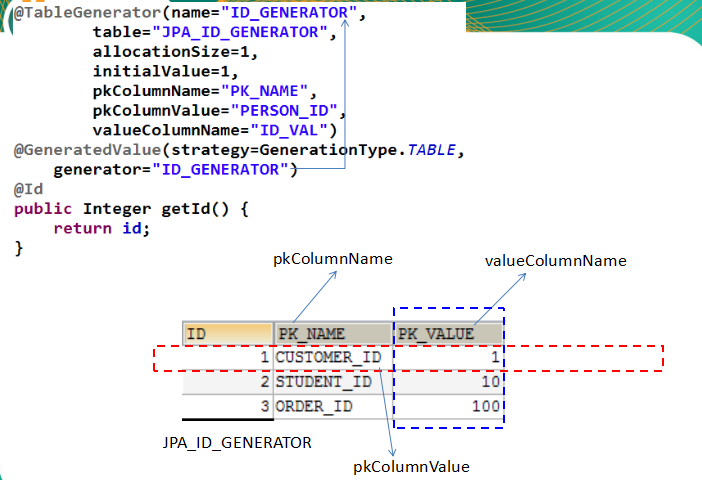 @TableGenerator(name="ID_GENERATOR",
table="JPA_ID_GENERATOR",
allocationSize=1,
initialValue=1,
pkColumnName="PK_NAME",
pkColumnValue="PERSON_ID",
valueColumnName="ID_VAL")
@GeneratedValue(strategy=GenerationType.TABLE,
generator="ID_GENERATOR")
@Id
public Integer getId() {
return id;
}
pkColumnName
valueColumnName
ID PK_NAME PK_VALUE
1 CUSTOMER_ID 1
2 STUDENT_ID 10
3 ORDER_ID 100
JPA_ID_GENERATOR
pkColumnValue